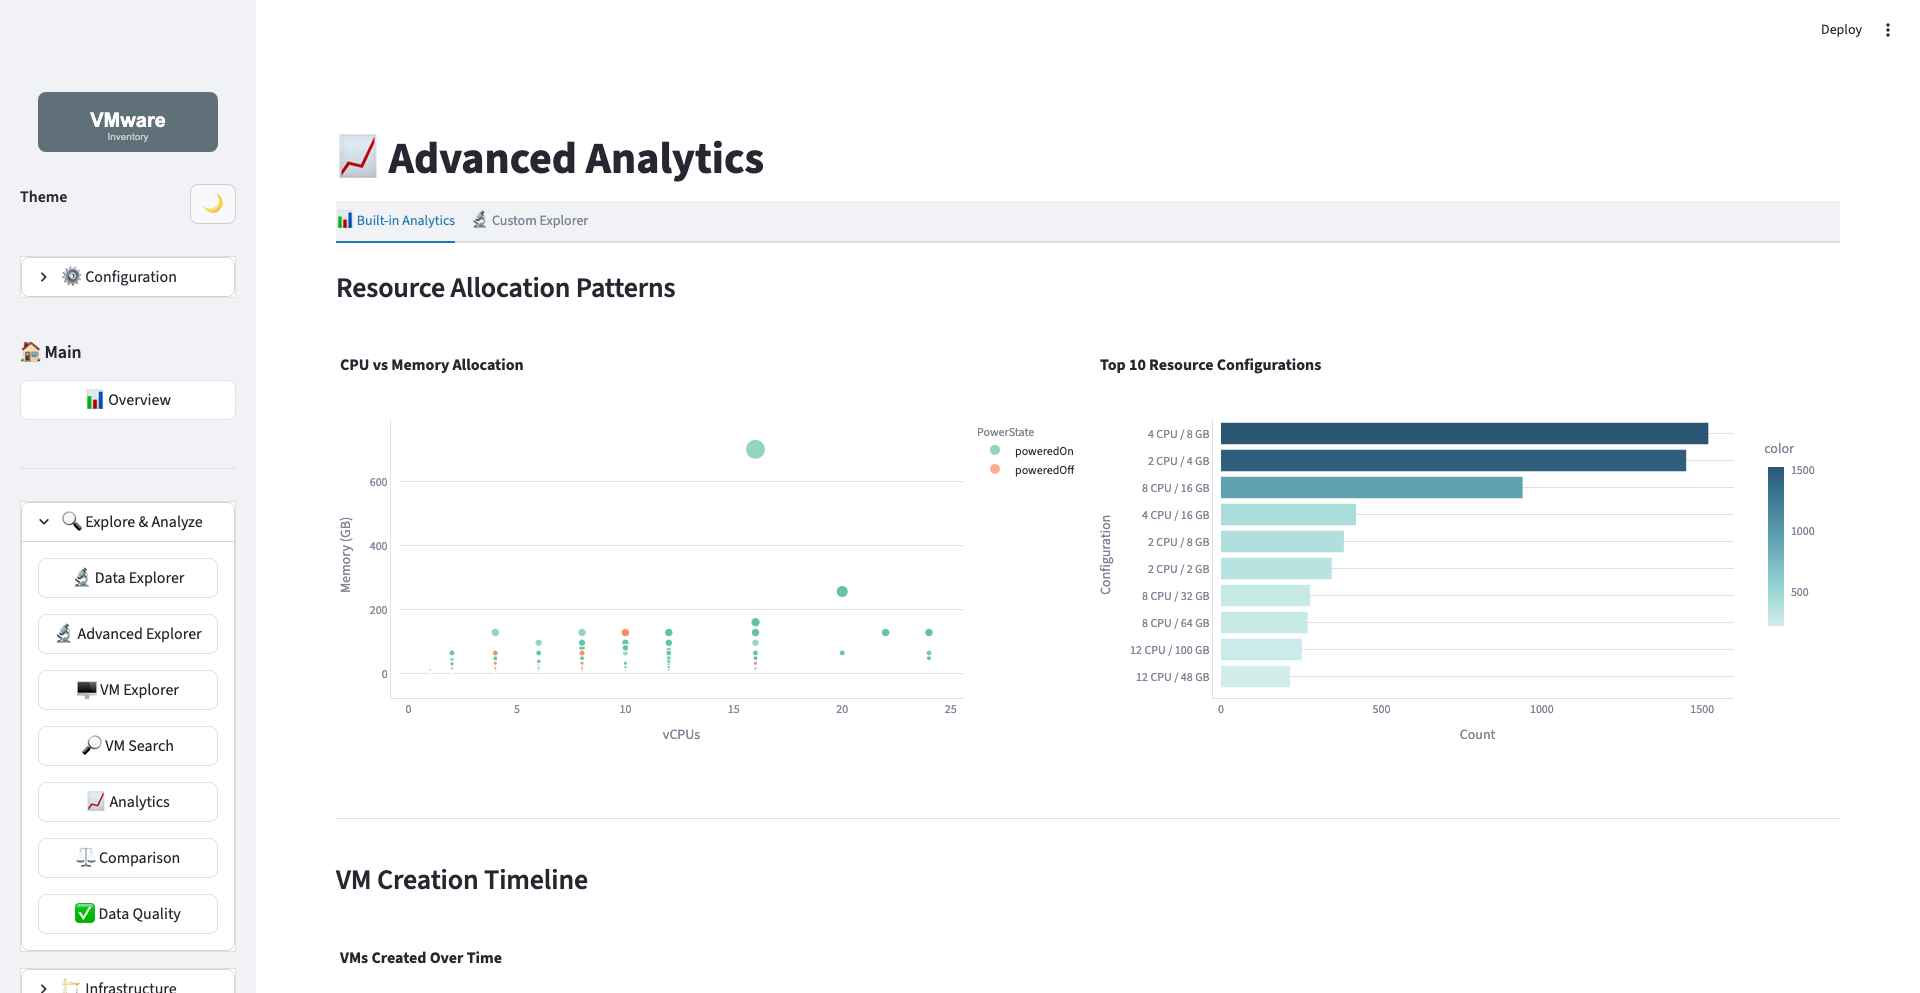 Deploy
VMware
Inventory
Theme
Configuration
Main
Overview
Explore & Analyze
Data Explorer
Advanced Explorer
VM Explorer
VM Search
Analytics
Comparison
Data Quality
Infrastructure
Advanced Analytics
Built-in Analytics
Custom Explorer
Resource Allocation Patterns
CPU vs Memory Allocation
Memory (GB)
600
400
200
0
0 5 10 15 20 25
vCPUs
PowerState
poweredOn
poweredOff
Top 10 Resource Configurations
Configuration
4 CPU / 8 GB
2 CPU / 4 GB
8 CPU / 16 GB
4 CPU / 16 GB
2 CPU / 8 GB
2 CPU / 2 GB
8 CPU / 32 GB
8 CPU / 64 GB
12 CPU / 100 GB
12 CPU / 48 GB
0 500 1000 1500
Count
color
1500
1000
500
VM Creation Timeline
VMs Created Over Time